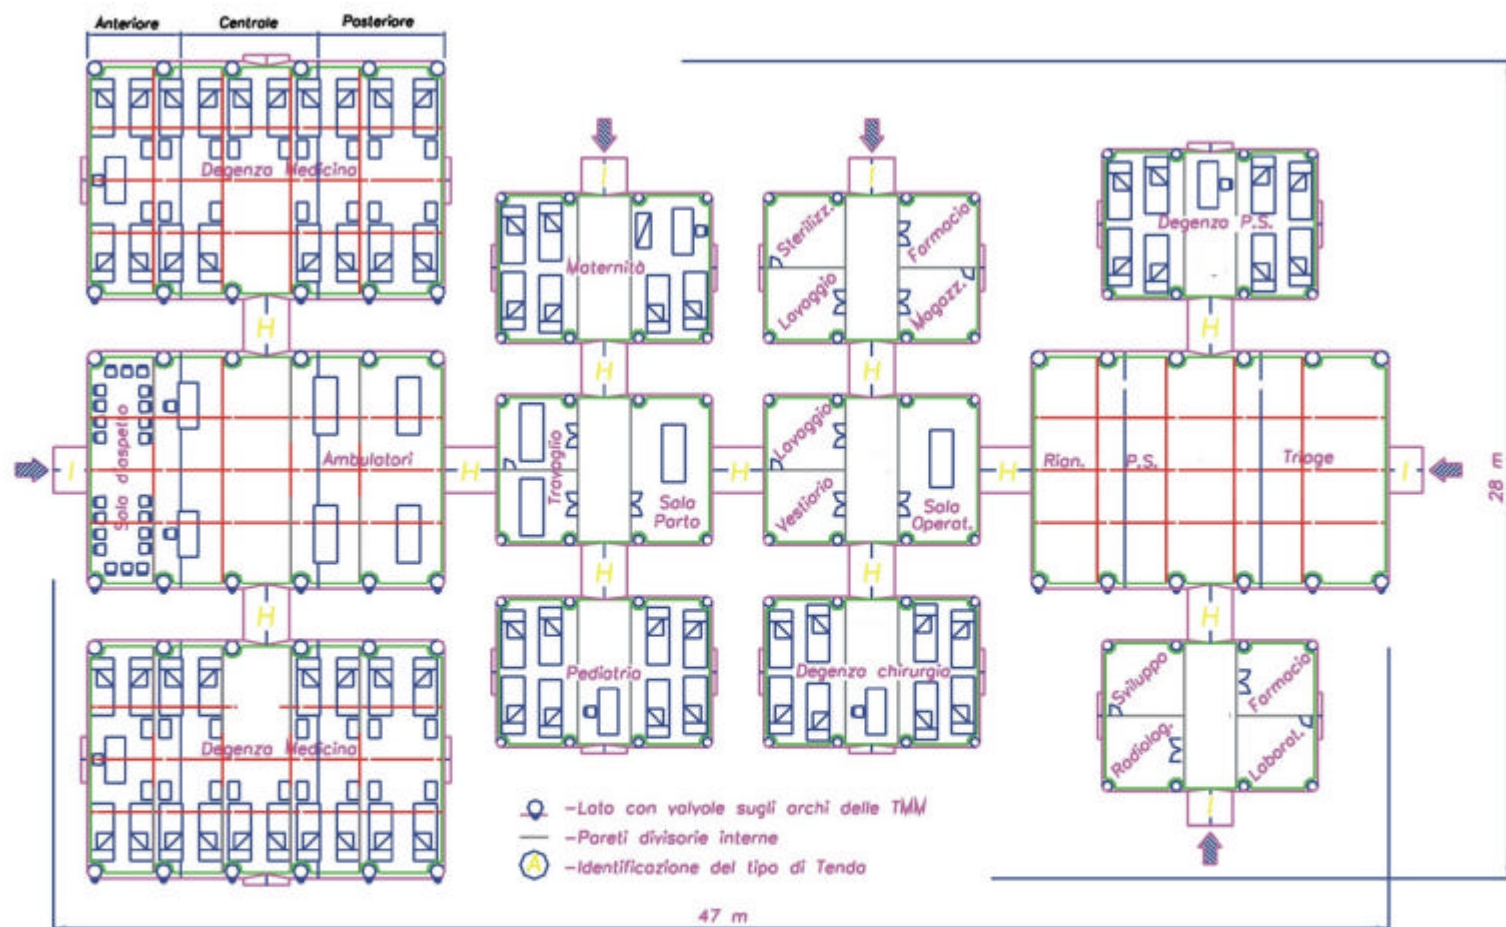 Anteriore Centrale Posteriore
Degenza Medicina
H
Sala d'aspetto
Ambulatori
I
H
H
Degenza Medicina
I
Maternità
H
Travaglio
Sala
Parto
H
H
Pediatria
I
Sterilizz.
Farmacia
Lavaggio
Magazz.
H
Lavaggio
Vestiario
Sala
Operat.
H
H
Degenza chirurgia
Degenza P.S.
H
Rian.
P.S.
Triage
I
H
Sviluppo
Farmacia
Radiolog.
Laborat.
I
-Lato con valvole sugli archi delle TMM
-Pareti divisorie interne
A -Identificazione del tipo di Tenda
28 m
47 m